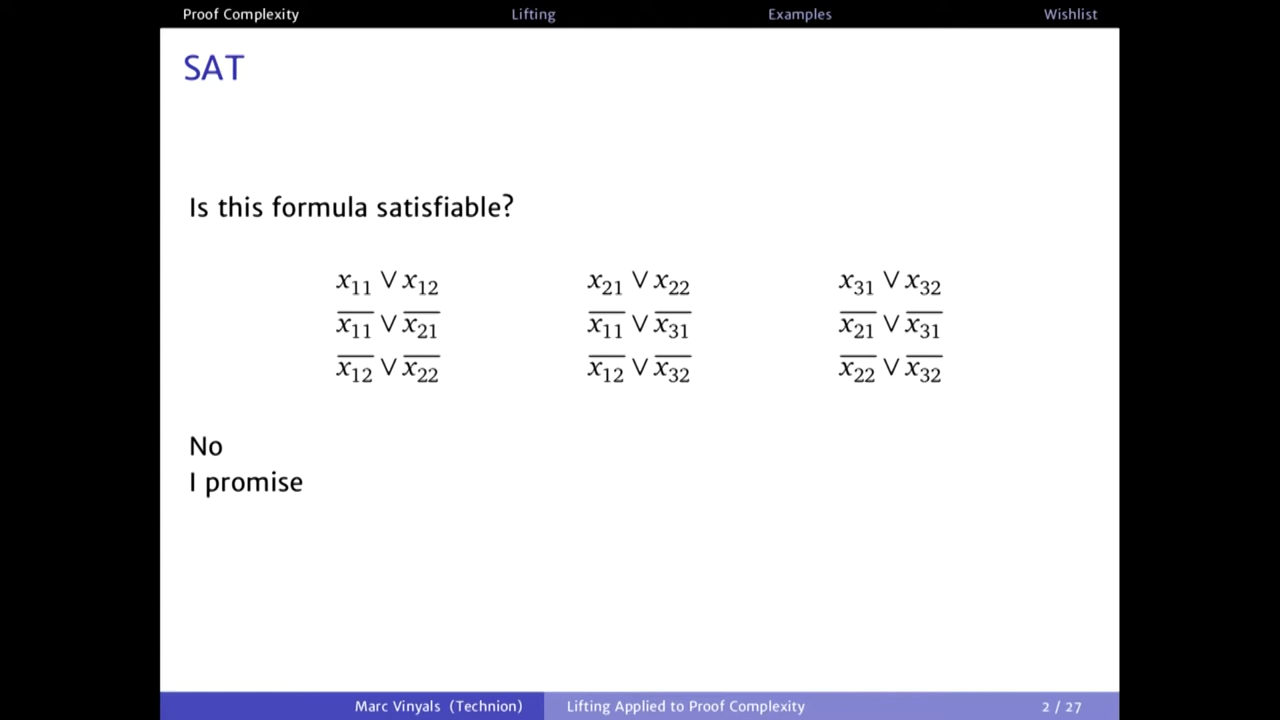 Proof Complexity Lifting Examples Wishlist
SAT
Is this formula satisfiable?
x₁₁ ∨ x₁₂ x₂₁ ∨ x₂₂ x₃₁ ∨ x₃₂
x̅₁₁ ∨ x̅₂₁ x̅₁₁ ∨ x̅₃₁ x̅₂₁ ∨ x̅₃₁
x̅₁₂ ∨ x̅₂₂ x̅₁₂ ∨ x̅₃₂ x̅₂₂ ∨ x̅₃₂
No
I promise
Marc Vinyals (Technion) Lifting Applied to Proof Complexity 2 / 27